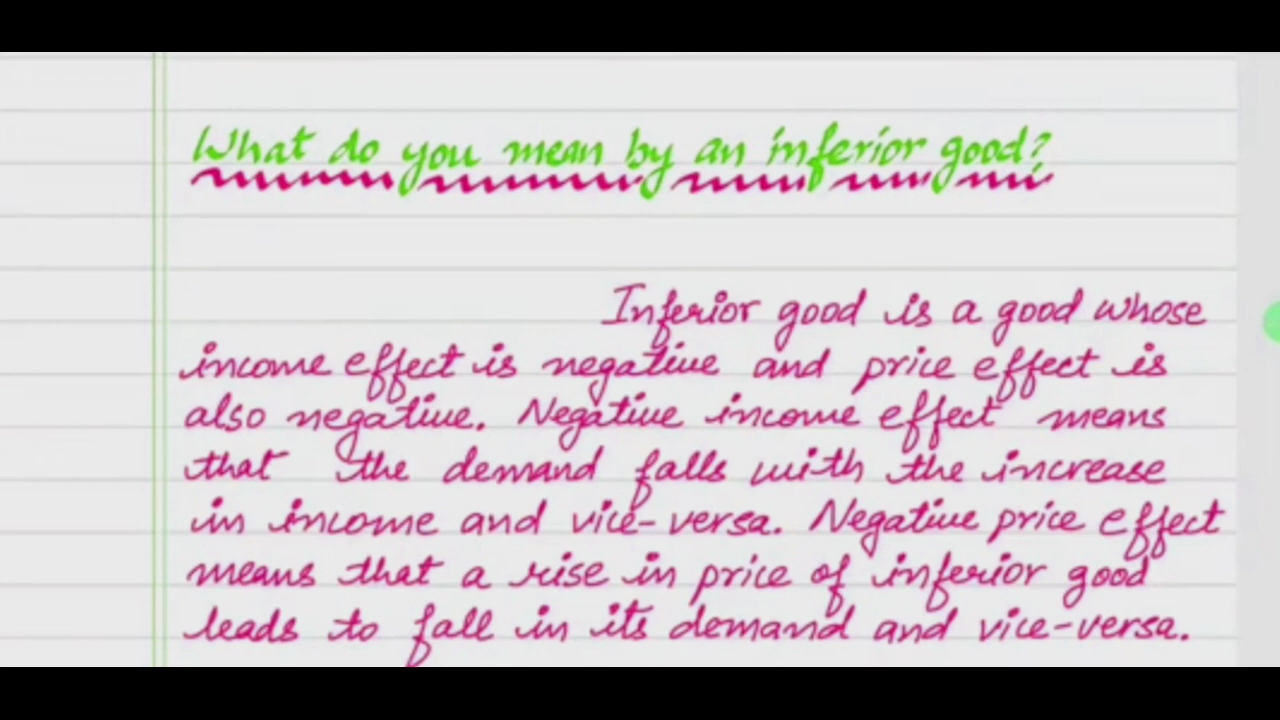 What do you mean by an inferior good?
Inferior good is a good whose
income effect is negative and price effect is
also negative. Negative income effect means
that the demand falls with the increase
in income and vice-versa. Negative price effect
means that a rise in price of inferior good
leads to fall in its demand and vice-versa.